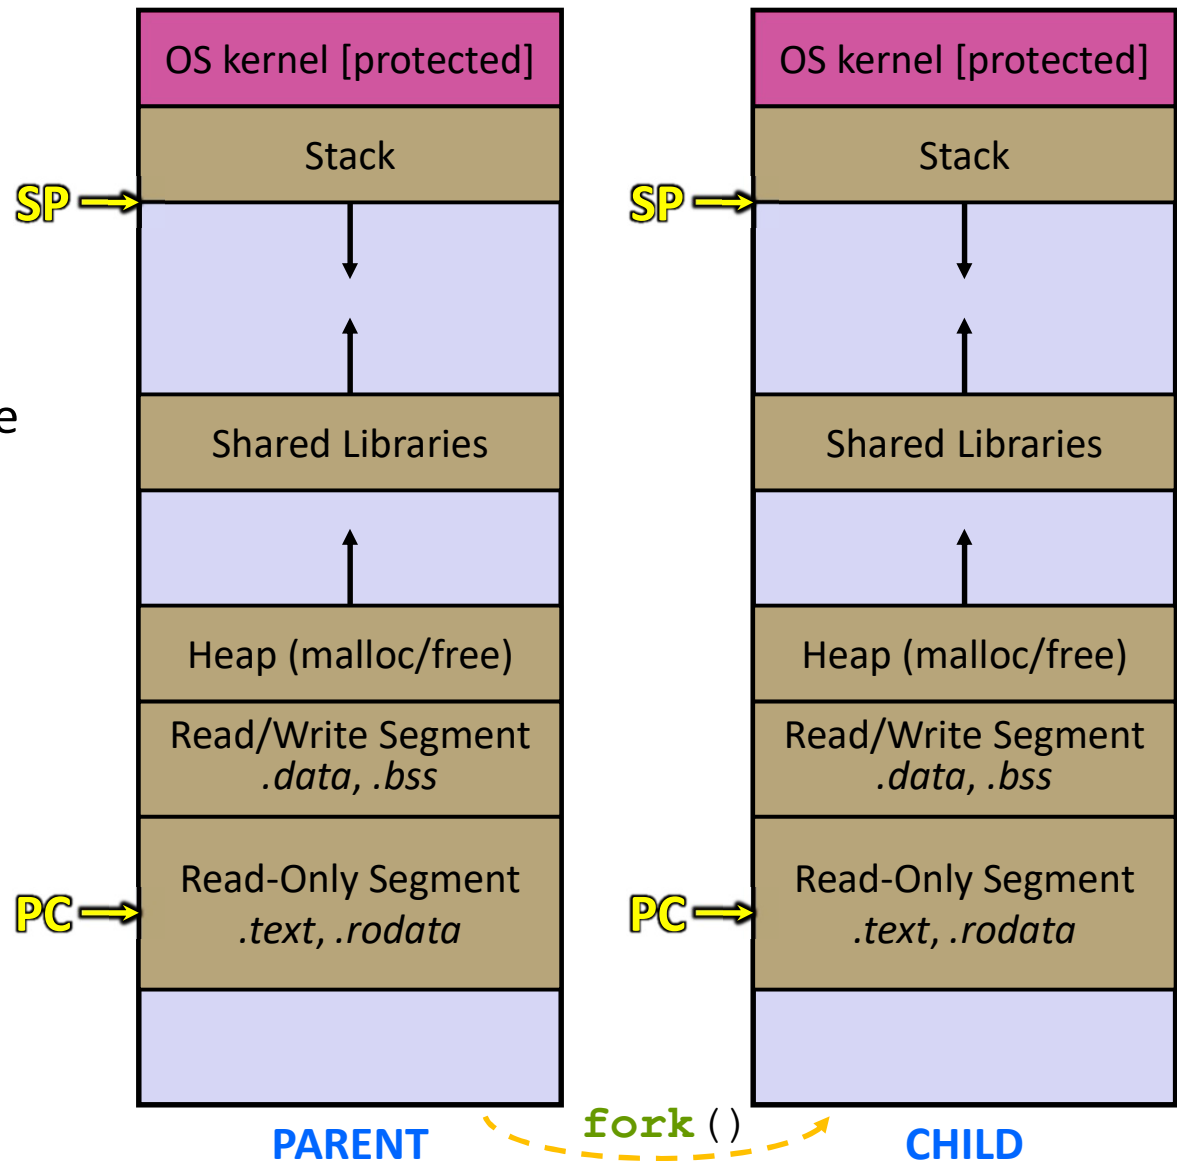 OS kernel [protected]
Stack
SP
Shared Libraries
Heap (malloc/free)
Read/Write Segment
.data, .bss
Read-Only Segment
.text, .rodata
PC
PARENT
OS kernel [protected]
Stack
SP
Shared Libraries
Heap (malloc/free)
Read/Write Segment
.data, .bss
Read-Only Segment
.text, .rodata
PC
CHILD
fork()
e